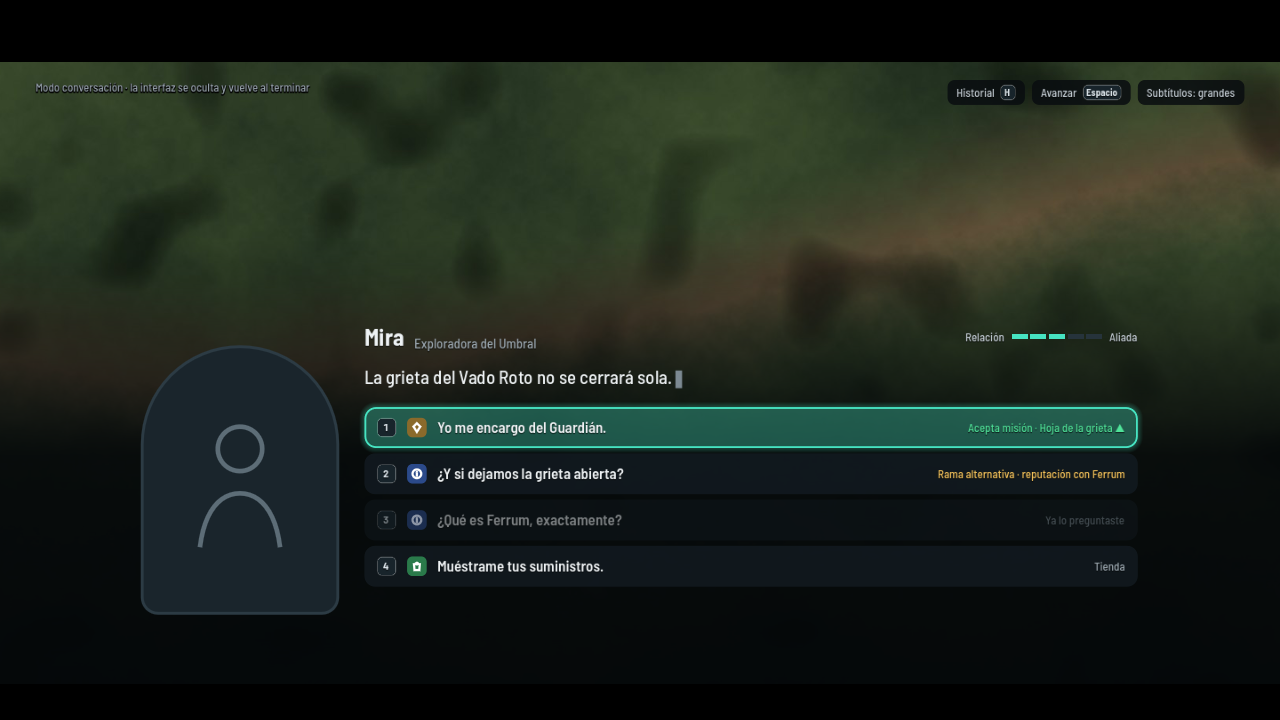 Modo conversacion · la interfaz se oculta y vuelve al terminar
Historial H
Avanzar Espacio
Subtítulos: grandes
Mira Exploradora del Umbral
Relación Aliada
La grieta del Vado Roto no se cerrará sola.
1 Yo me encargo del Guardián. Acepta misión · Hoja de la grieta ▲
2 ¿Y si dejamos la grieta abierta? Rama alternativa · reputación con Ferrum
3 ¿Qué es Ferrum, exactamente? Ya lo preguntaste
4 Muéstrame tus suministros. Tienda